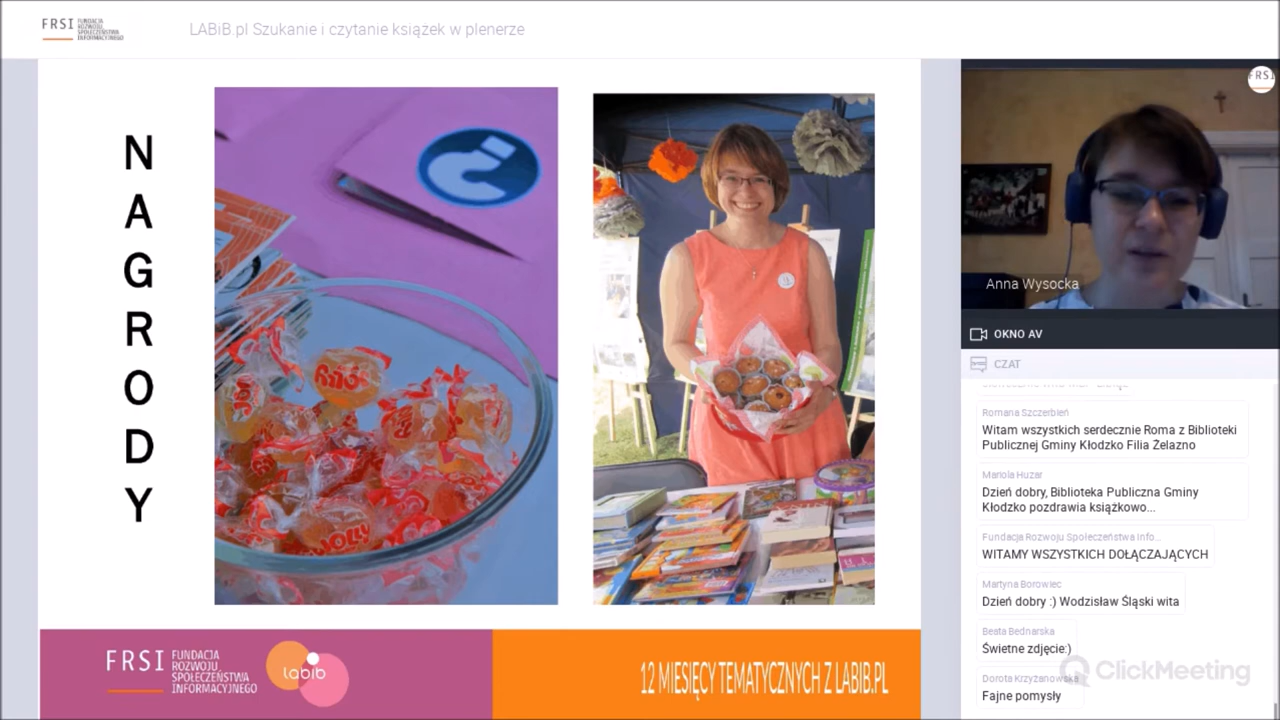 FRSI FUNDACJA
ROZWOJU
SPOŁECZEŃSTWA
INFORMACYJNEGO
LABiB.pl Szukanie i czytanie książek w plenerze
NAGRODY
FRSI FUNDACJA
ROZWOJU
SPOŁECZEŃSTWA
INFORMACYJNEGO
labib
12 MIESIĘCY TEMATYCZNYCH Z LABIB.PL
FRSI
Anna Wysocka
OKNO AV
CZAT
Romana Szczerbień
Witam wszystkich serdecznie Roma z Biblioteki
Publicznej Gminy Kłodzko Filia Żelazno
Mariola Huzar
Dzień dobry, Biblioteka Publiczna Gminy
Kłodzko pozdrawia książkowo...
Fundacja Rozwoju Społeczeństwa Info...
WITAMY WSZYSTKICH DOŁĄCZAJĄCYCH
Martyna Borowiec
Dzień dobry :) Wodzisław Śląski wita
Beata Bednarska
Świetne zdjęcie:)
Dorota Krzyżanowska
Fajne pomysły
ClickMeeting